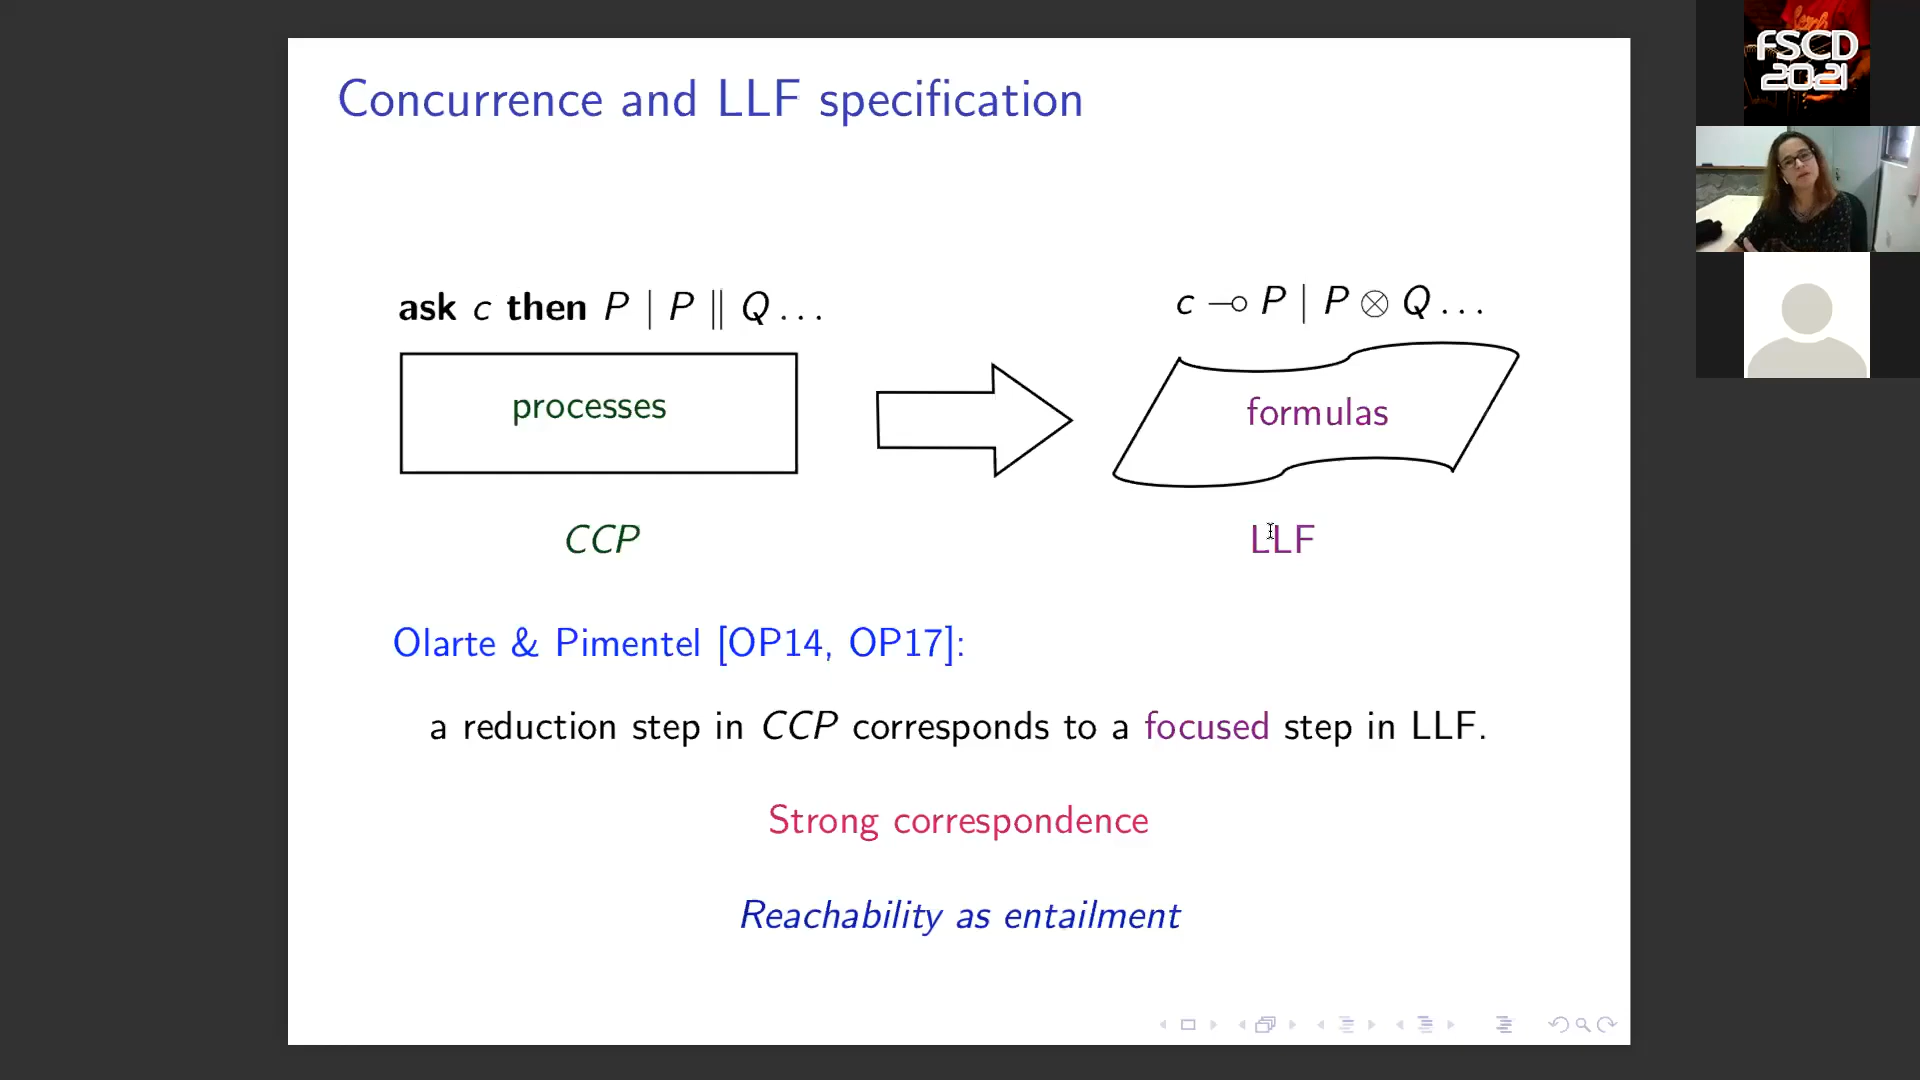 Concurrence and LLF specification
ask c then P | P ∥ Q ...
c ⊸ P | P ⊗ Q ...
processes
formulas
CCP
LLF
Olarte & Pimentel [OP14, OP17]:
a reduction step in CCP corresponds to a focused step in LLF.
Strong correspondence
Reachability as entailment
FSCD
2021